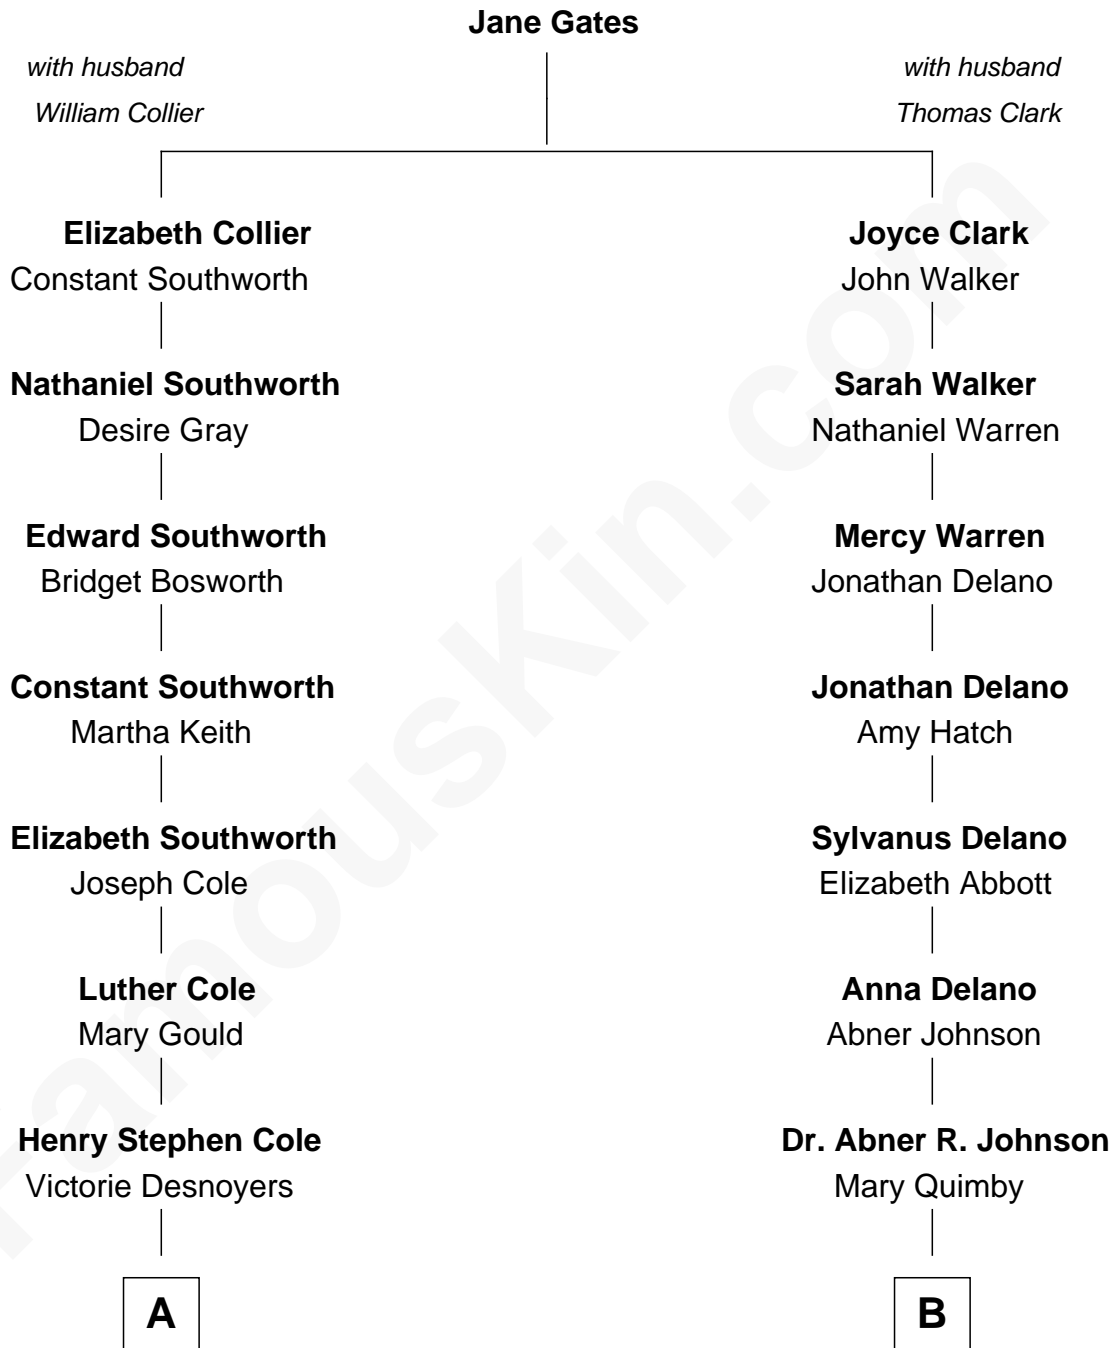 Jane Gates
with husband
William Collier
with husband
Thomas Clark
Elizabeth Collier
Constant Southworth
Joyce Clark
John Walker
Nathaniel Southworth
Desire Gray
Sarah Walker
Nathaniel Warren
Edward Southworth
Bridget Bosworth
Mercy Warren
Jonathan Delano
Constant Southworth
Martha Keith
Jonathan Delano
Amy Hatch
Elizabeth Southworth
Joseph Cole
Sylvanus Delano
Elizabeth Abbott
Luther Cole
Mary Gould
Anna Delano
Abner Johnson
Henry Stephen Cole
Victorie Desnoyers
Dr. Abner R. Johnson
Mary Quimby
A
B
FamousKin.com